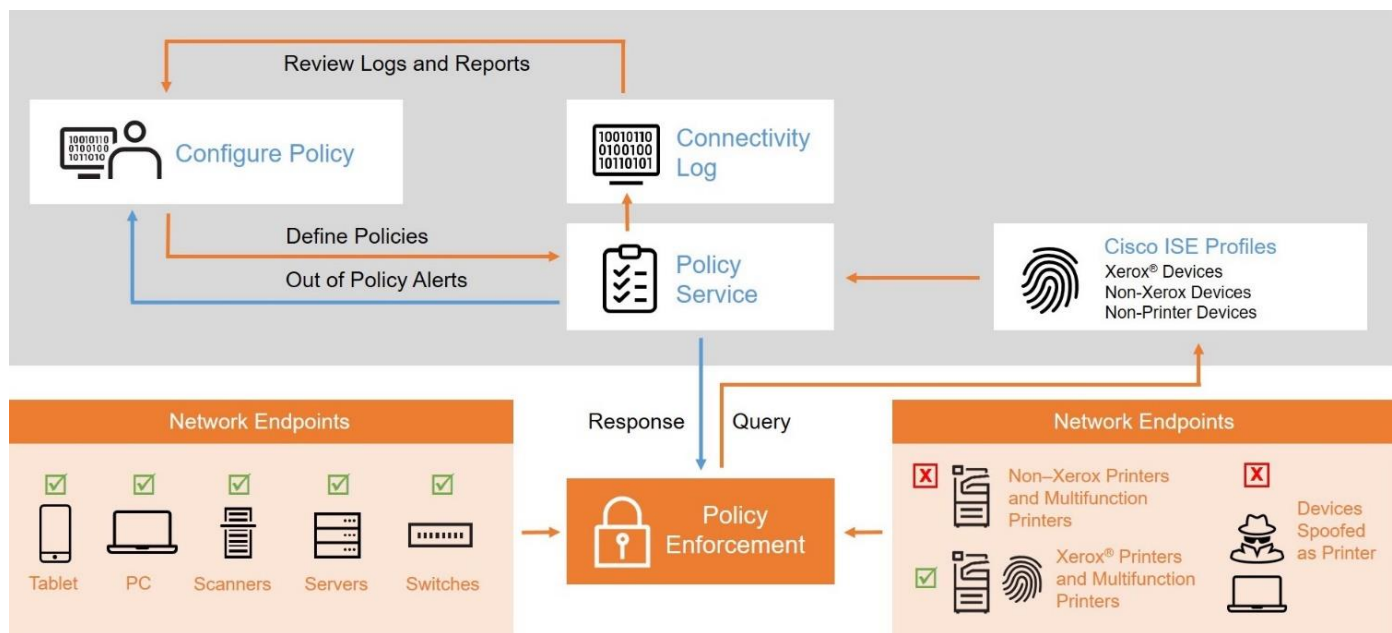 Review Logs and Reports
10010110
0100100
1011010
Configure Policy
10010110
0100100
10110101
Connectivity
Log
Define Policies
Out of Policy Alerts
Policy
Service
Cisco ISE Profiles
Xerox® Devices
Non-Xerox Devices
Non-Printer Devices
Network Endpoints
Tablet
PC
Scanners
Servers
Switches
Response
Query
Policy
Enforcement
Network Endpoints
X
Non–Xerox Printers
and Multifunction
Printers
Xerox® Printers
and Multifunction
Printers
X
Devices
Spoofed
as Printer